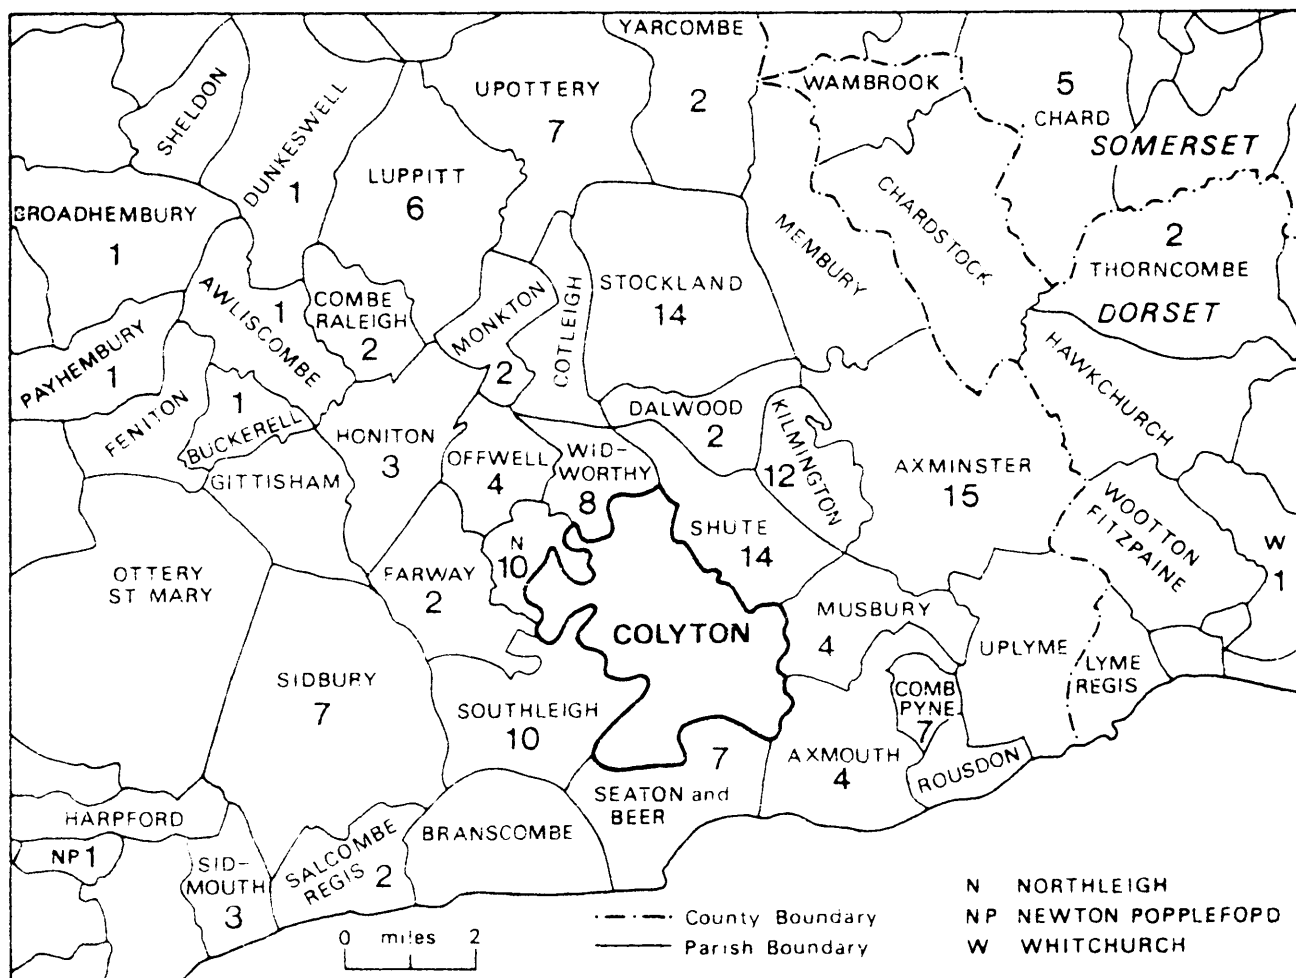 YARCOMBE
2
WAMBROOK
5
CHARD
SOMERSET
SHELDON
DUNKESWELL
1
UPOTTERY
7
LUPPITT
6
BROADHEMBURY
1
CHARDSTOCK
MEMBURY
2
THORNCOMBE
DORSET
AWLISCOMBE
1
COMBE
RALEIGH
2
MONKTON
2
COTLEIGH
STOCKLAND
14
HAWKCHURCH
PAYHEMBURY
1
FENITON
1
BUCKERELL
GITTISHAM
HONITON
3
OFFWELL
4
WID-
WORTHY
8
DALWOOD
2
KILMINGTON
12
AXMINSTER
15
WOOTTON
FITZPAINE
W
1
SHUTE
14
N
10
OTTERY
ST MARY
FARWAY
2
COLYTON
MUSBURY
4
UPLYME
LYME
REGIS
SIDBURY
7
SOUTHLEIGH
10
COMB
PYNE
7
AXMOUTH
4
ROUSDON
7
SEATON and
BEER
HARPFORD
NP 1
SID-
MOUTH
3
SALCOMBE
REGIS 2
BRANSCOMBE
0 miles 2
County Boundary
Parish Boundary
N NORTHLEIGH
NP NEWTON POPPLEFOPD
W WHITCHURCH